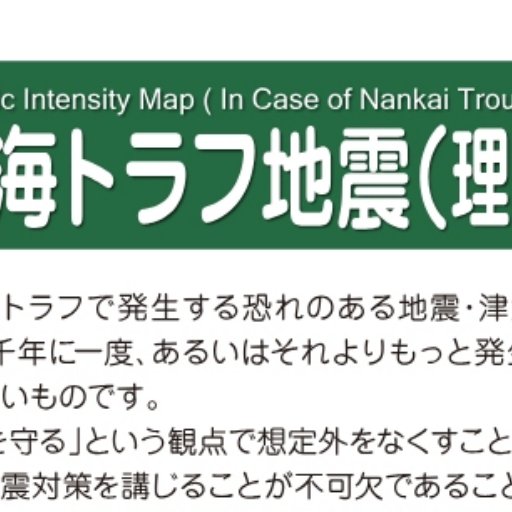 c Intensity Map ( In Case of Nankai Trou
海トラフ地震(理
トラフで発生する恐れのある地震・津
千年に一度、あるいはそれよりもっと発生
いものです。
を守る」という観点で想定外をなくすこと
震対策を講じることが不可欠であること